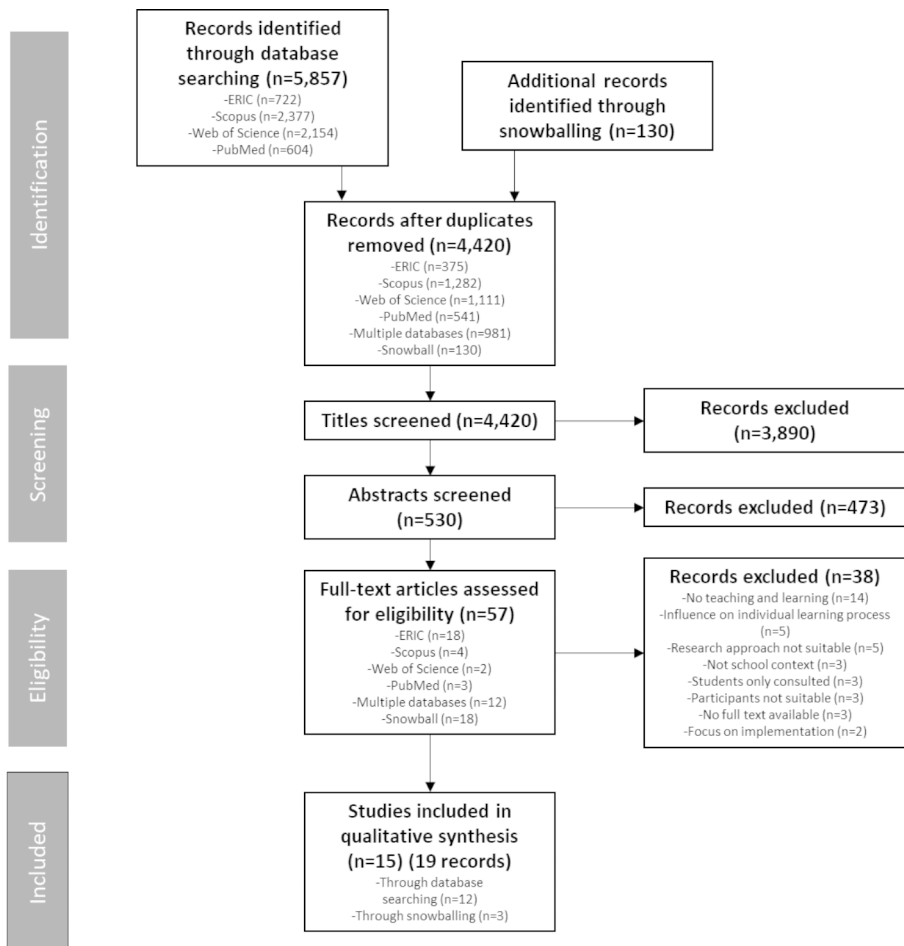 Identification
Records identified
through database
searching (n=5,857)
-ERIC (n=722)
-Scopus (n=2,377)
-Web of Science (n=2,154)
-PubMed (n=604)
Additional records
identified through
snowballing (n=130)
Records after duplicates
removed (n=4,420)
-ERIC (n=375)
-Scopus (n=1,282)
-Web of Science (n=1,111)
-PubMed (n=541)
-Multiple databases (n=981)
-Snowball (n=130)
Screening
Titles screened (n=4,420)
Records excluded
(n=3,890)
Abstracts screened
(n=530)
Records excluded (n=473)
Eligibility
Full-text articles assessed
for eligibility (n=57)
-ERIC (n=18)
-Scopus (n=4)
-Web of Science (n=2)
-PubMed (n=3)
-Multiple databases (n=12)
-Snowball (n=18)
Records excluded (n=38)
-No teaching and learning (n=14)
-Influence on individual learning process
(n=5)
-Research approach not suitable (n=5)
-Not school context (n=3)
-Students only consulted (n=3)
-Participants not suitable (n=3)
-No full text available (n=3)
-Focus on implementation (n=2)
Included
Studies included in
qualitative synthesis
(n=15) (19 records)
-Through database
searching (n=12)
-Through snowballing (n=3)